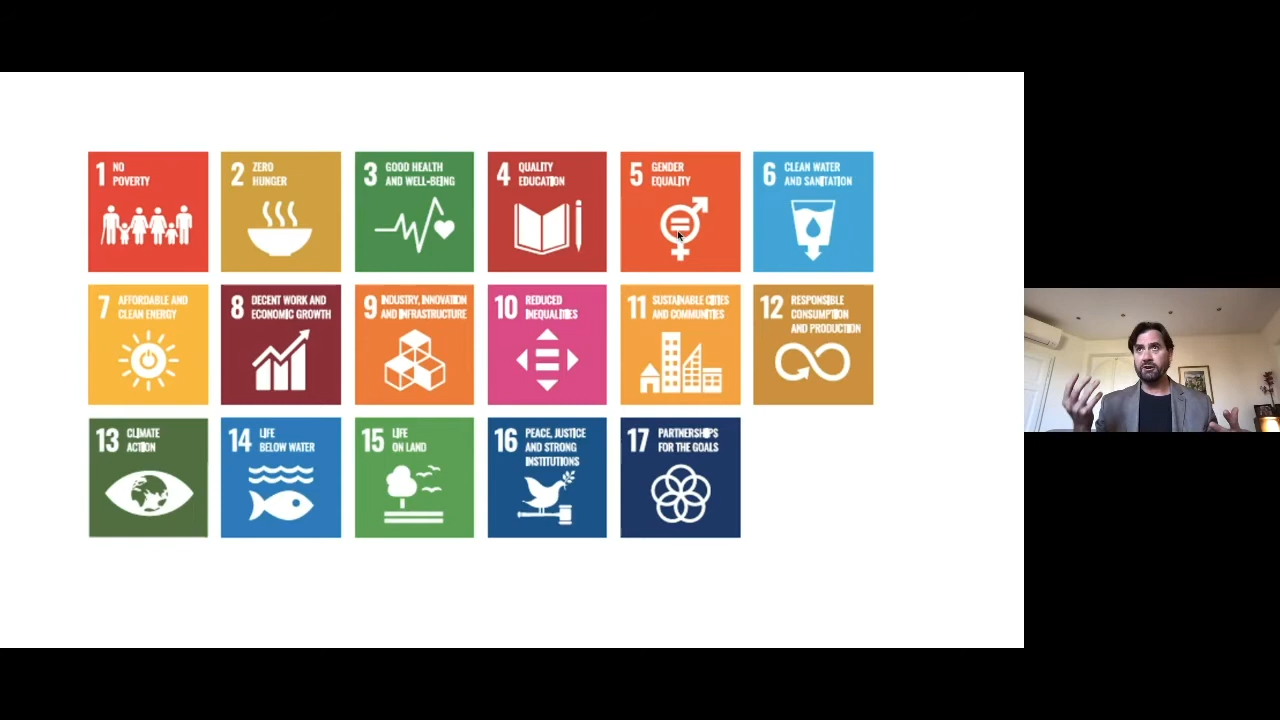 1 NO
POVERTY
2 ZERO
HUNGER
3 GOOD HEALTH
AND WELL-BEING
4 QUALITY
EDUCATION
5 GENDER
EQUALITY
6 CLEAN WATER
AND SANITATION
7 AFFORDABLE AND
CLEAN ENERGY
8 DECENT WORK AND
ECONOMIC GROWTH
9 INDUSTRY, INNOVATION
AND INFRASTRUCTURE
10 REDUCED
INEQUALITIES
11 SUSTAINABLE CITIES
AND COMMUNITIES
12 RESPONSIBLE
CONSUMPTION
AND PRODUCTION
13 CLIMATE
ACTION
14 LIFE
BELOW WATER
15 LIFE
ON LAND
16 PEACE, JUSTICE
AND STRONG
INSTITUTIONS
17 PARTNERSHIPS
FOR THE GOALS